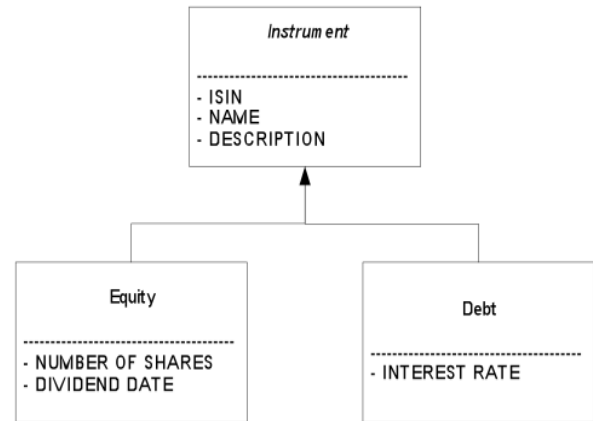 Instrument
- ISIN
- NAME
- DESCRIPTION
Equity
- NUMBER OF SHARES
- DIVIDEND DATE
Debt
- INTEREST RATE